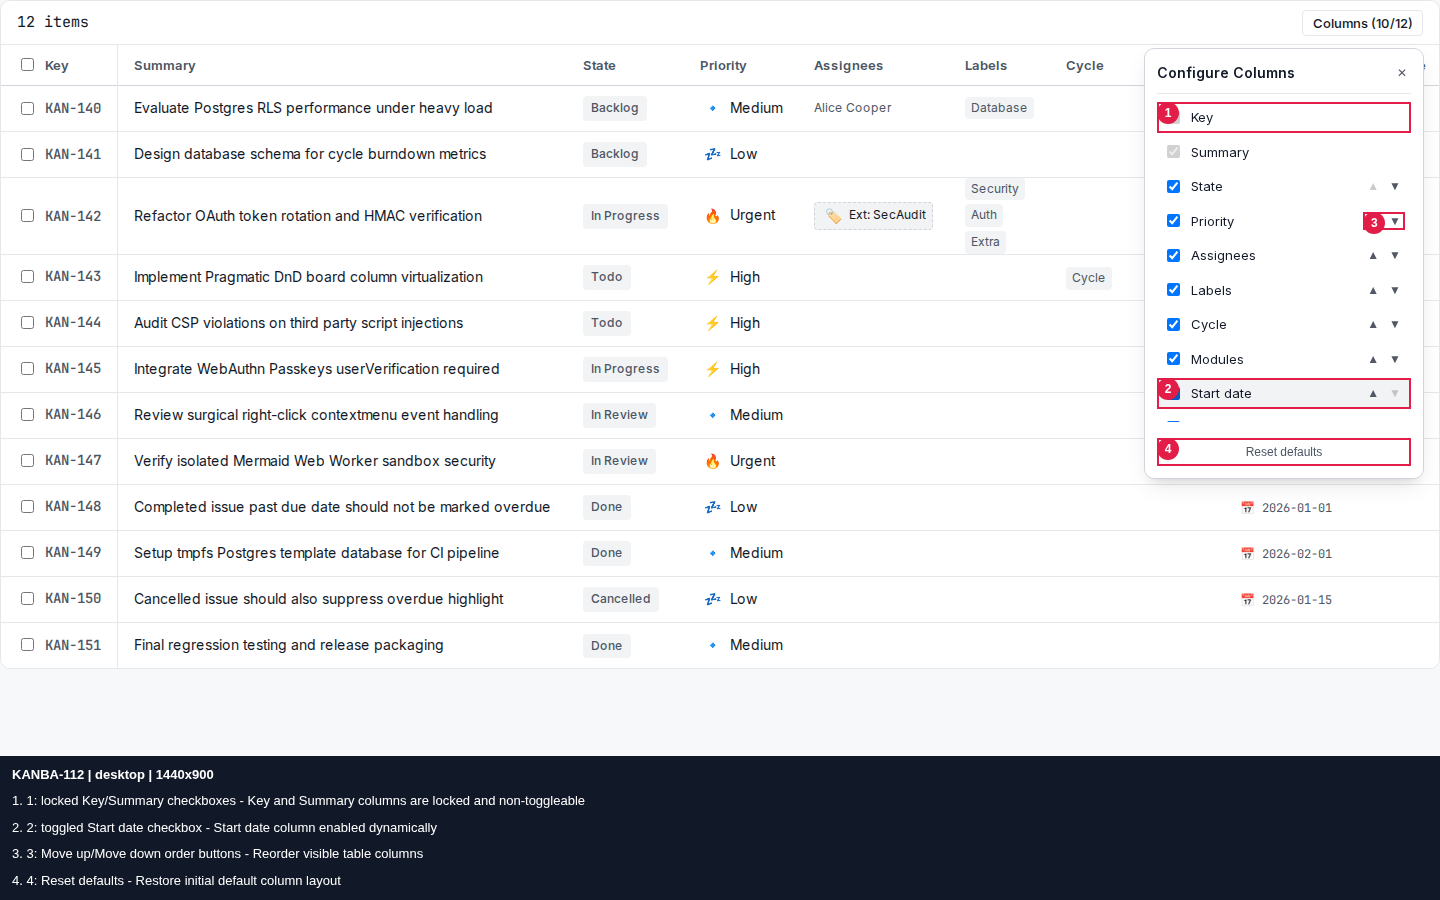 12 items
Columns (10/12)
Key Summary State Priority Assignees Labels Cycle
Configure Columns ×
1 Key
Summary
State ▲ ▼
Priority 3 ▼
Assignees ▲ ▼
Labels ▲ ▼
Cycle ▲ ▼
Modules ▲ ▼
2 Start date ▲ ▼
—
4 Reset defaults
KAN-140 Evaluate Postgres RLS performance under heavy load Backlog Medium Alice Cooper Database
KAN-141 Design database schema for cycle burndown metrics Backlog Low
KAN-142 Refactor OAuth token rotation and HMAC verification In Progress Urgent Ext: SecAudit Security
Auth
Extra
KAN-143 Implement Pragmatic DnD board column virtualization Todo High Cycle
KAN-144 Audit CSP violations on third party script injections Todo High
KAN-145 Integrate WebAuthn Passkeys userVerification required In Progress High
KAN-146 Review surgical right-click contextmenu event handling In Review Medium
KAN-147 Verify isolated Mermaid Web Worker sandbox security In Review Urgent
KAN-148 Completed issue past due date should not be marked overdue Done Low 2026-01-01
KAN-149 Setup tmpfs Postgres template database for CI pipeline Done Medium 2026-02-01
KAN-150 Cancelled issue should also suppress overdue highlight Cancelled Low 2026-01-15
KAN-151 Final regression testing and release packaging Done Medium
KANBA-112 | desktop | 1440x900
1. 1: locked Key/Summary checkboxes - Key and Summary columns are locked and non-toggleable
2. 2: toggled Start date checkbox - Start date column enabled dynamically
3. 3: Move up/Move down order buttons - Reorder visible table columns
4. 4: Reset defaults - Restore initial default column layout